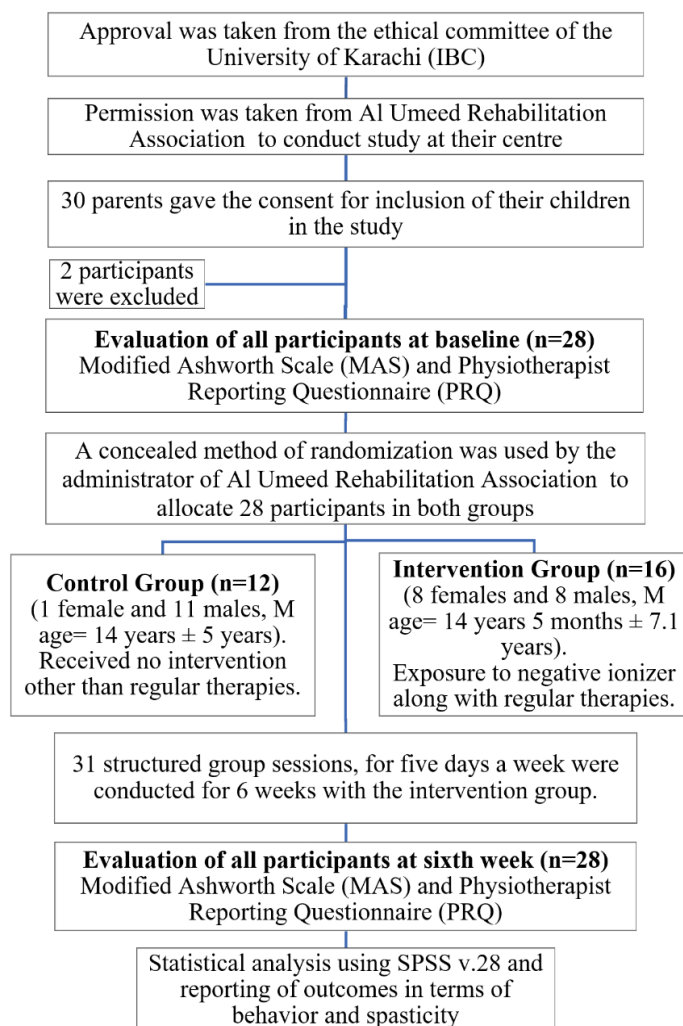 Approval was taken from the ethical committee of the
University of Karachi (IBC)
Permission was taken from Al Umeed Rehabilitation
Association to conduct study at their centre
30 parents gave the consent for inclusion of their children
in the study
2 participants
were excluded
Evaluation of all participants at baseline (n=28)
Modified Ashworth Scale (MAS) and Physiotherapist
Reporting Questionnaire (PRQ)
A concealed method of randomization was used by the
administrator of Al Umeed Rehabilitation Association to
allocate 28 participants in both groups
Control Group (n=12)
(1 female and 11 males, M
age= 14 years ± 5 years).
Received no intervention
other than regular therapies.
Intervention Group (n=16)
(8 females and 8 males, M
age= 14 years 5 months ± 7.1
years).
Exposure to negative ionizer
along with regular therapies.
31 structured group sessions, for five days a week were
conducted for 6 weeks with the intervention group.
Evaluation of all participants at sixth week (n=28)
Modified Ashworth Scale (MAS) and Physiotherapist
Reporting Questionnaire (PRQ)
Statistical analysis using SPSS v.28 and
reporting of outcomes in terms of
behavior and spasticity